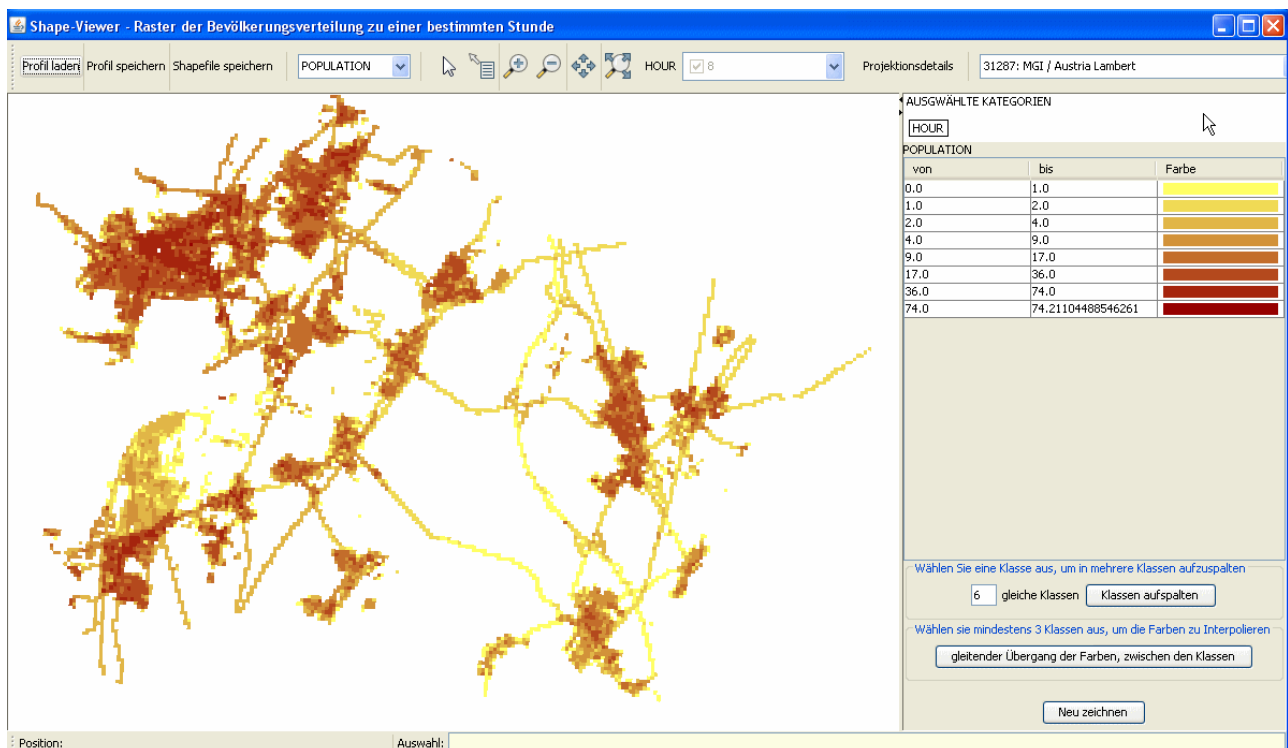 Shape-Viewer - Raster der Bevölkerungsverteilung zu einer bestimmten Stunde
Profil laden Profil speichern Shapefile speichern POPULATION HOUR 8 Projektionsdetails 31287: MGI / Austria Lambert
AUSGWÄHLTE KATEGORIEN
HOUR
POPULATION
von bis Farbe
0.0 1.0
1.0 2.0
2.0 4.0
4.0 9.0
9.0 17.0
17.0 36.0
36.0 74.0
74.0 74.21104488546261
Wählen Sie eine Klasse aus, um in mehrere Klassen aufzuspalten
6 gleiche Klassen Klassen aufspalten
Wählen sie mindestens 3 Klassen aus, um die Farben zu Interpolieren
gleitender Übergang der Farben, zwischen den Klassen
Neu zeichnen
Position: Auswahl: